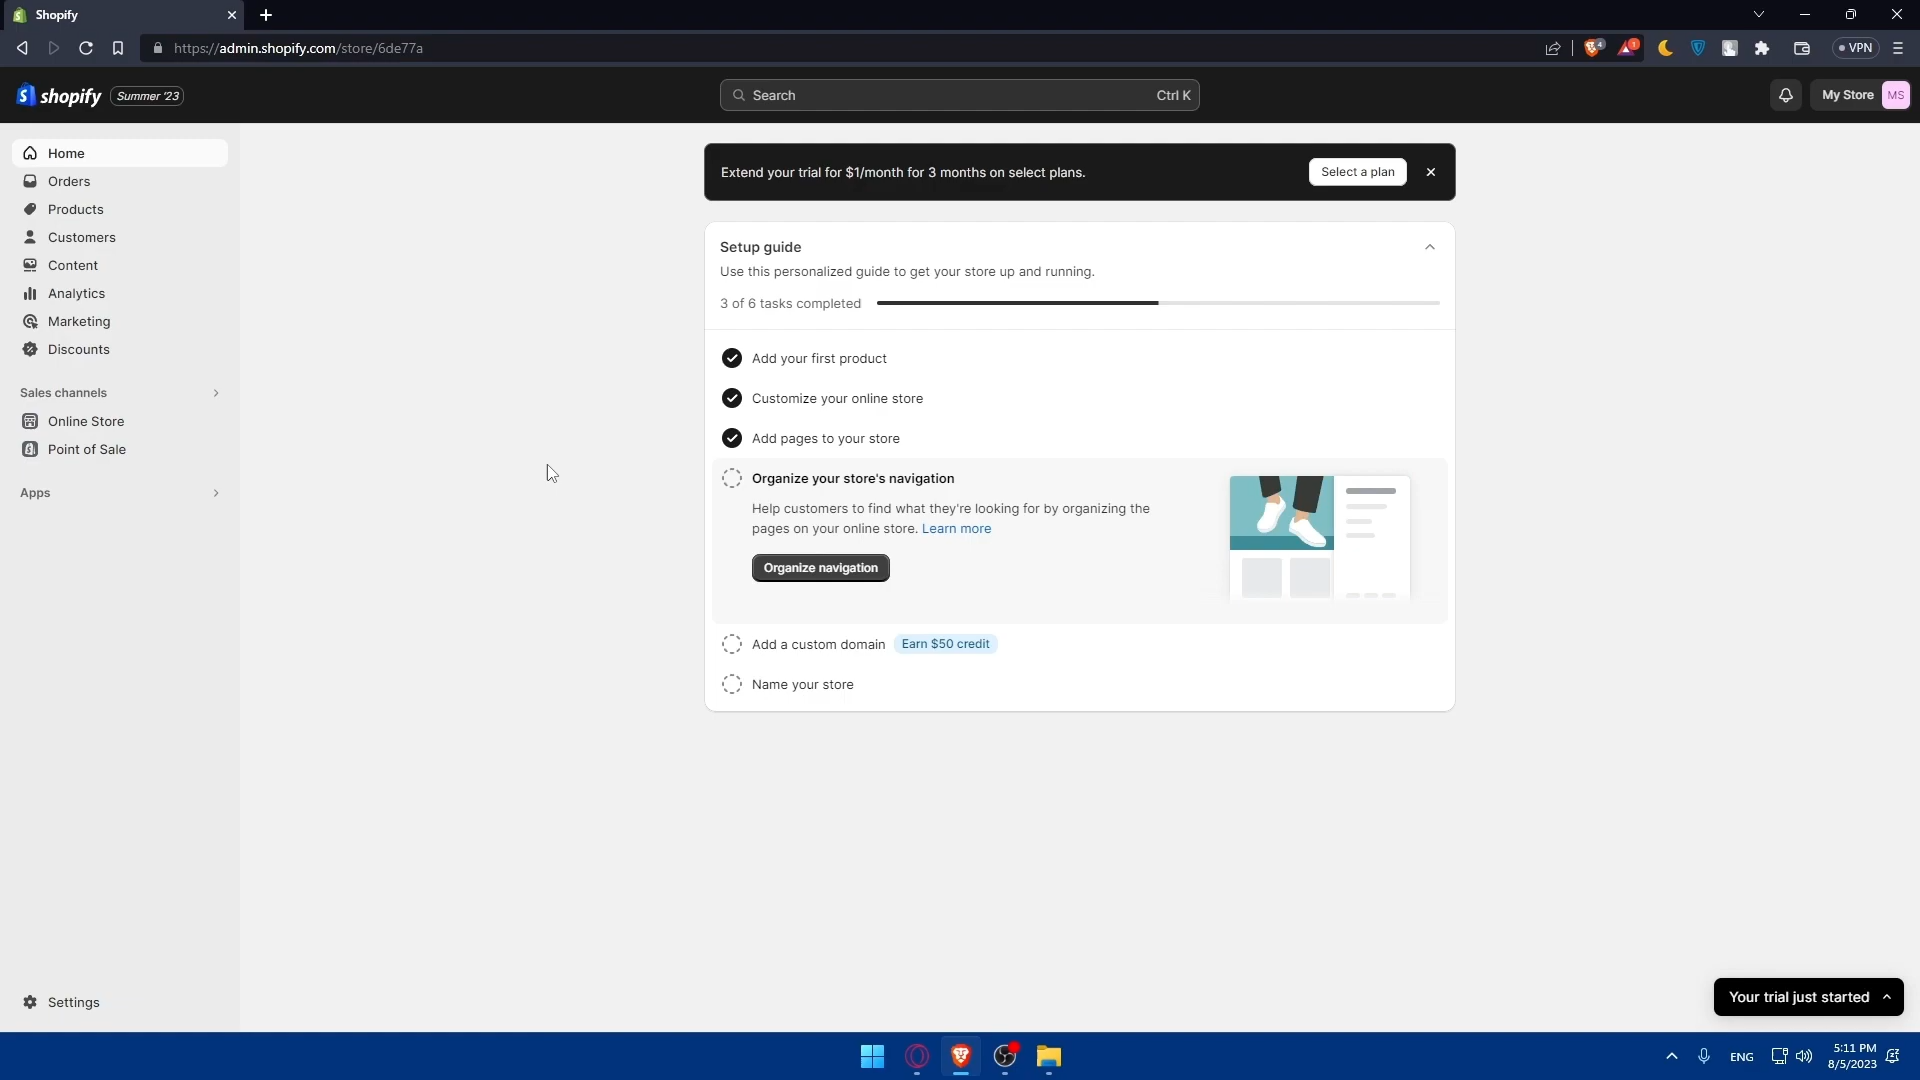 Shopify
https://admin.shopify.com/store/6de77a
4
1
VPN
shopify
Summer '23
Search
Ctrl K
My Store
MS
Home
Orders
Products
Customers
Content
Analytics
Marketing
Discounts
Sales channels
Online Store
Point of Sale
Apps
Settings
Extend your trial for $1/month for 3 months on select plans.
Select a plan
Setup guide
Use this personalized guide to get your store up and running.
3 of 6 tasks completed
Add your first product
Customize your online store
Add pages to your store
Organize your store's navigation
Help customers to find what they're looking for by organizing the
pages on your online store. Learn more
Organize navigation
Add a custom domain
Earn $50 credit
Name your store
Your trial just started
ENG
5:11 PM
8/5/2023